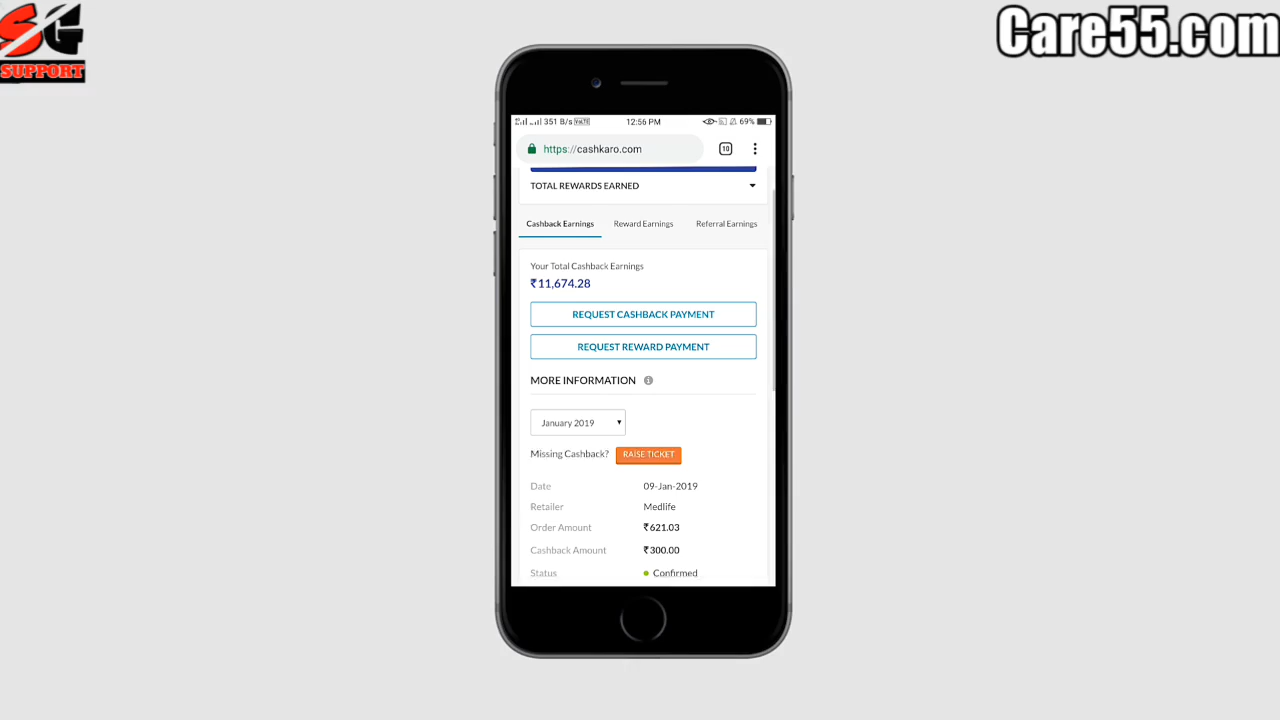 SG
SUPPORT
Care55.com
351 B/s 12:56 PM 69%
https://cashkaro.com 10
TOTAL REWARDS EARNED
Cashback Earnings Reward Earnings Referral Earnings
Your Total Cashback Earnings
₹11,674.28
REQUEST CASHBACK PAYMENT
REQUEST REWARD PAYMENT
MORE INFORMATION
January 2019
Missing Cashback? RAISE TICKET
Date 09-Jan-2019
Retailer Medlife
Order Amount ₹621.03
Cashback Amount ₹300.00
Status Confirmed